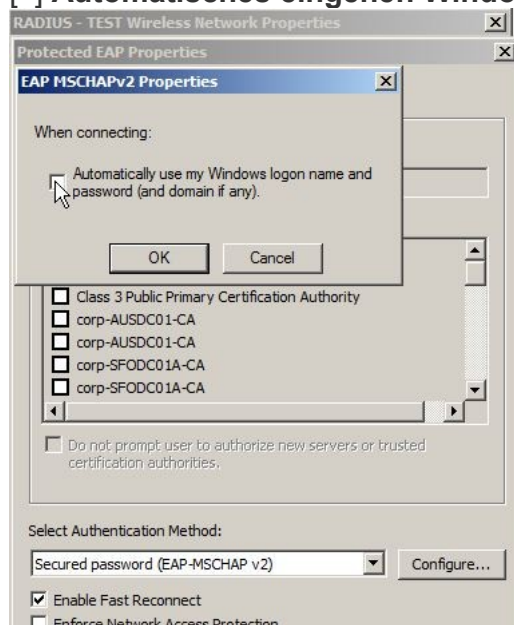 RADIUS - TEST Wireless Network Properties
Protected EAP Properties
EAP MSCHAPv2 Properties
When connecting:
Automatically use my Windows logon name and
password (and domain if any).
OK
Cancel
Class 3 Public Primary Certification Authority
corp-AUSDC01-CA
corp-AUSDC01-CA
corp-SFODC01A-CA
corp-SFODC01A-CA
Do not prompt user to authorize new servers or trusted
certification authorities.
Select Authentication Method:
Secured password (EAP-MSCHAP v2)
Configure...
Enable Fast Reconnect
Enforce Network Access Protection